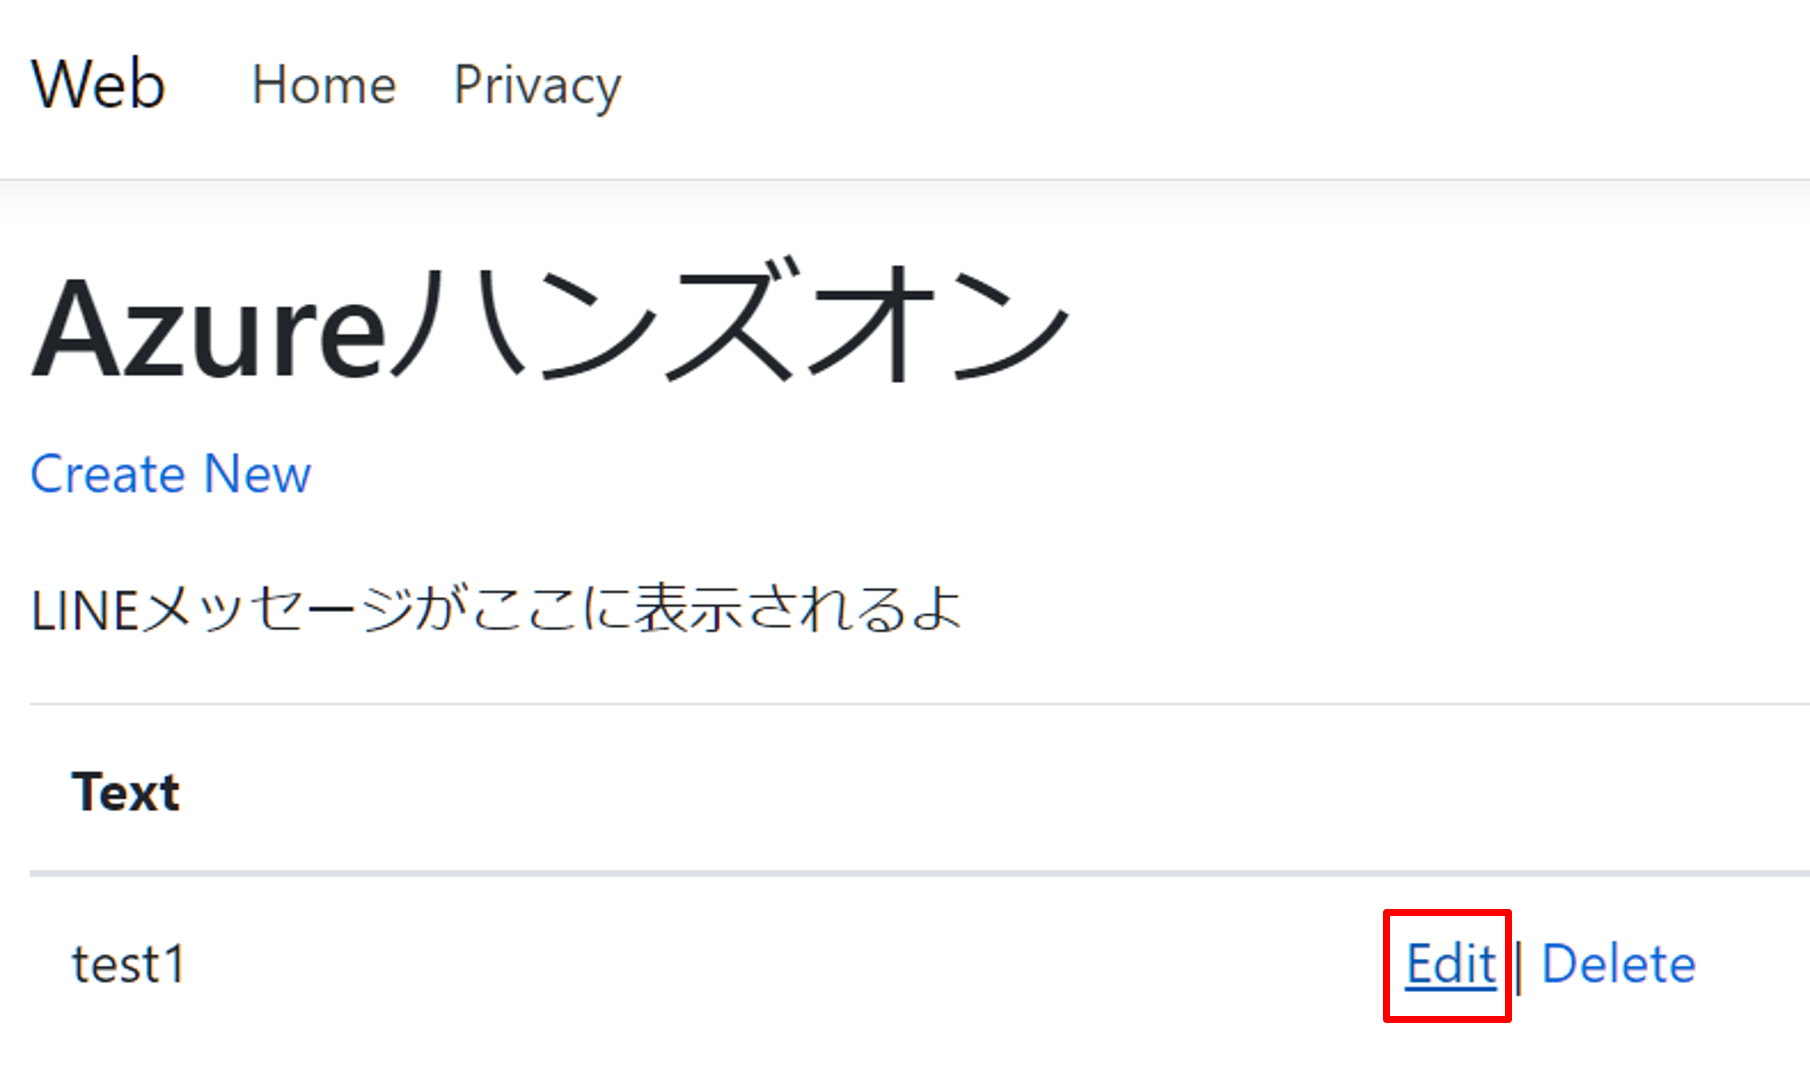 Web Home Privacy
Azureハンズオン
Create New
LINEメッセージがここに表示されるよ
Text
test1 Edit | Delete